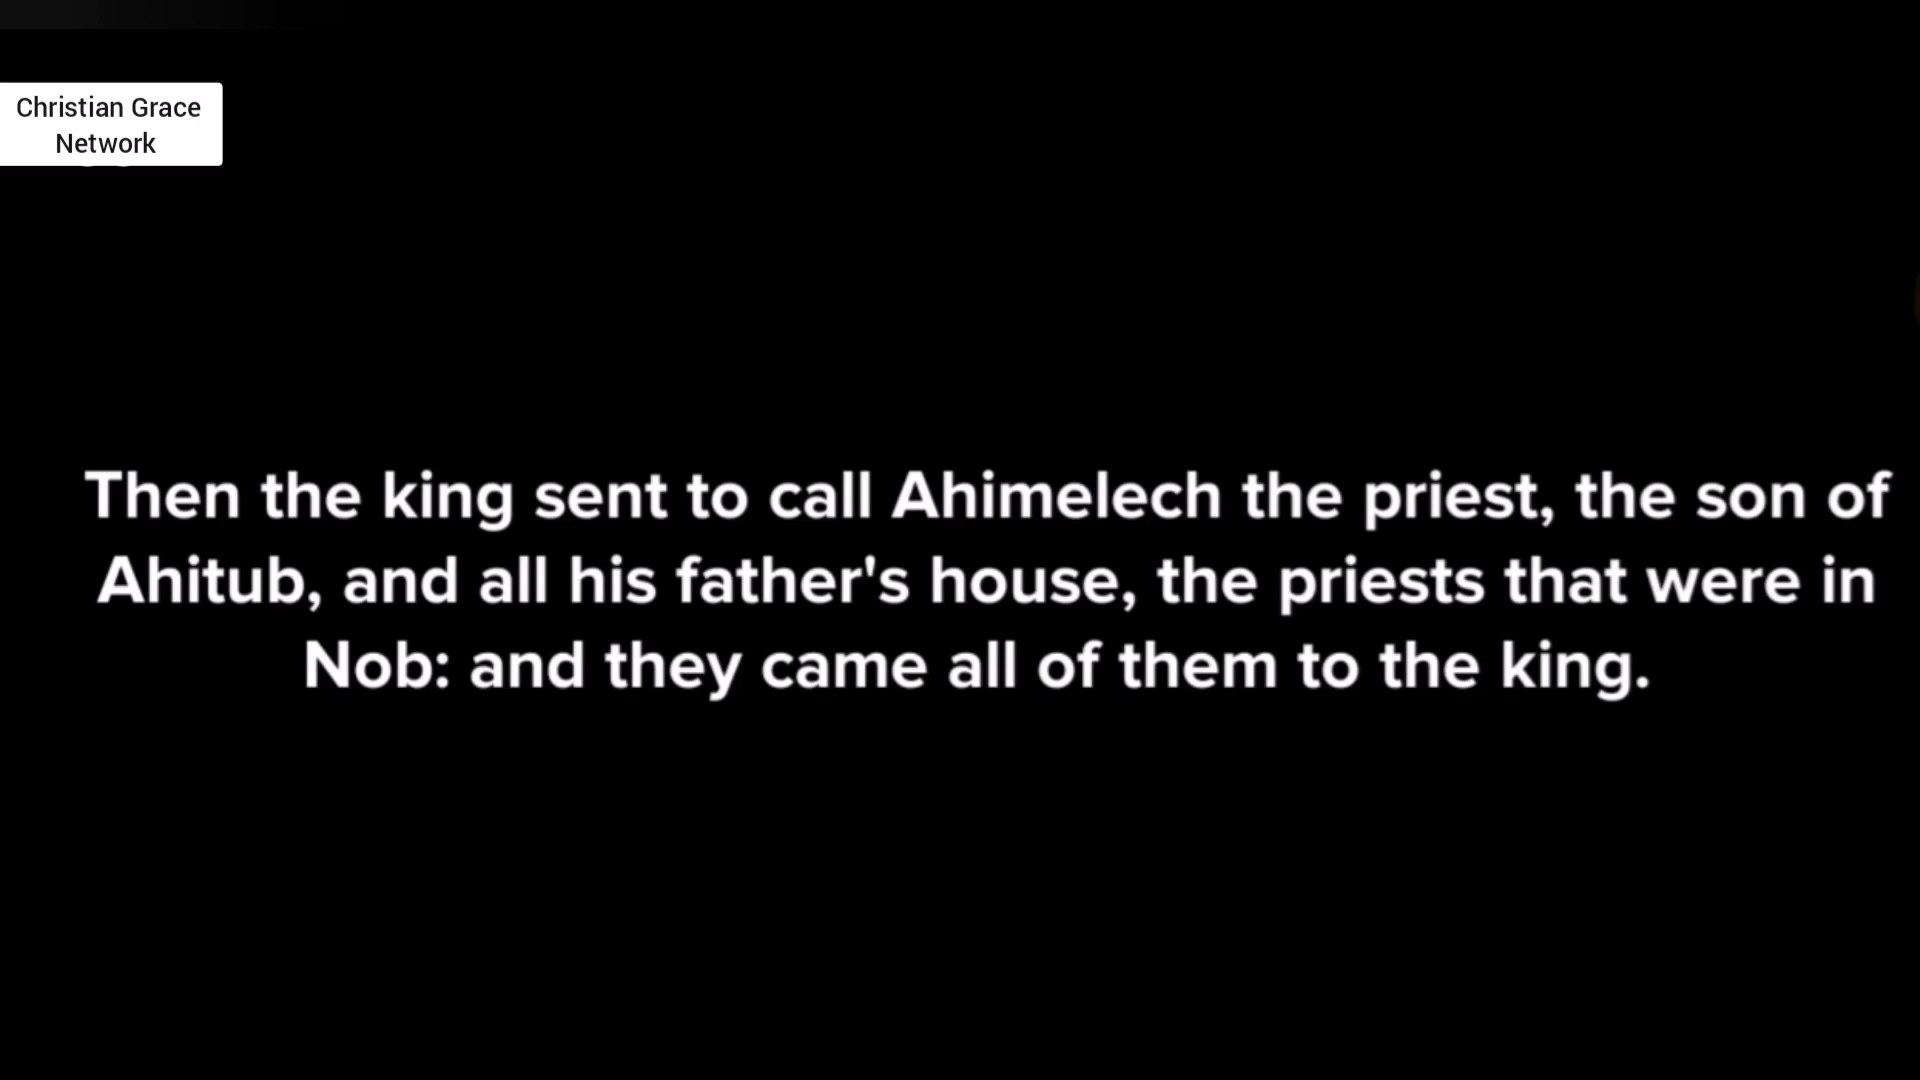 Christian Grace
Network
Then the king sent to call Ahimelech the priest, the son of
Ahitub, and all his father's house, the priests that were in
Nob: and they came all of them to the king.